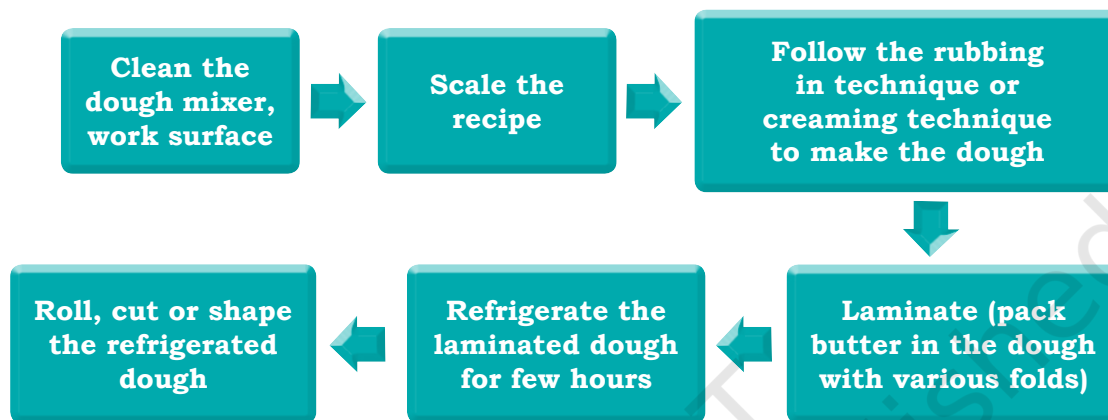 Clean the
dough mixer,
work surface
Scale the
recipe
Follow the rubbing
in technique or
creaming technique
to make the dough
Laminate (pack
butter in the dough
with various folds)
Refrigerate the
laminated dough
for few hours
Roll, cut or shape
the refrigerated
dough